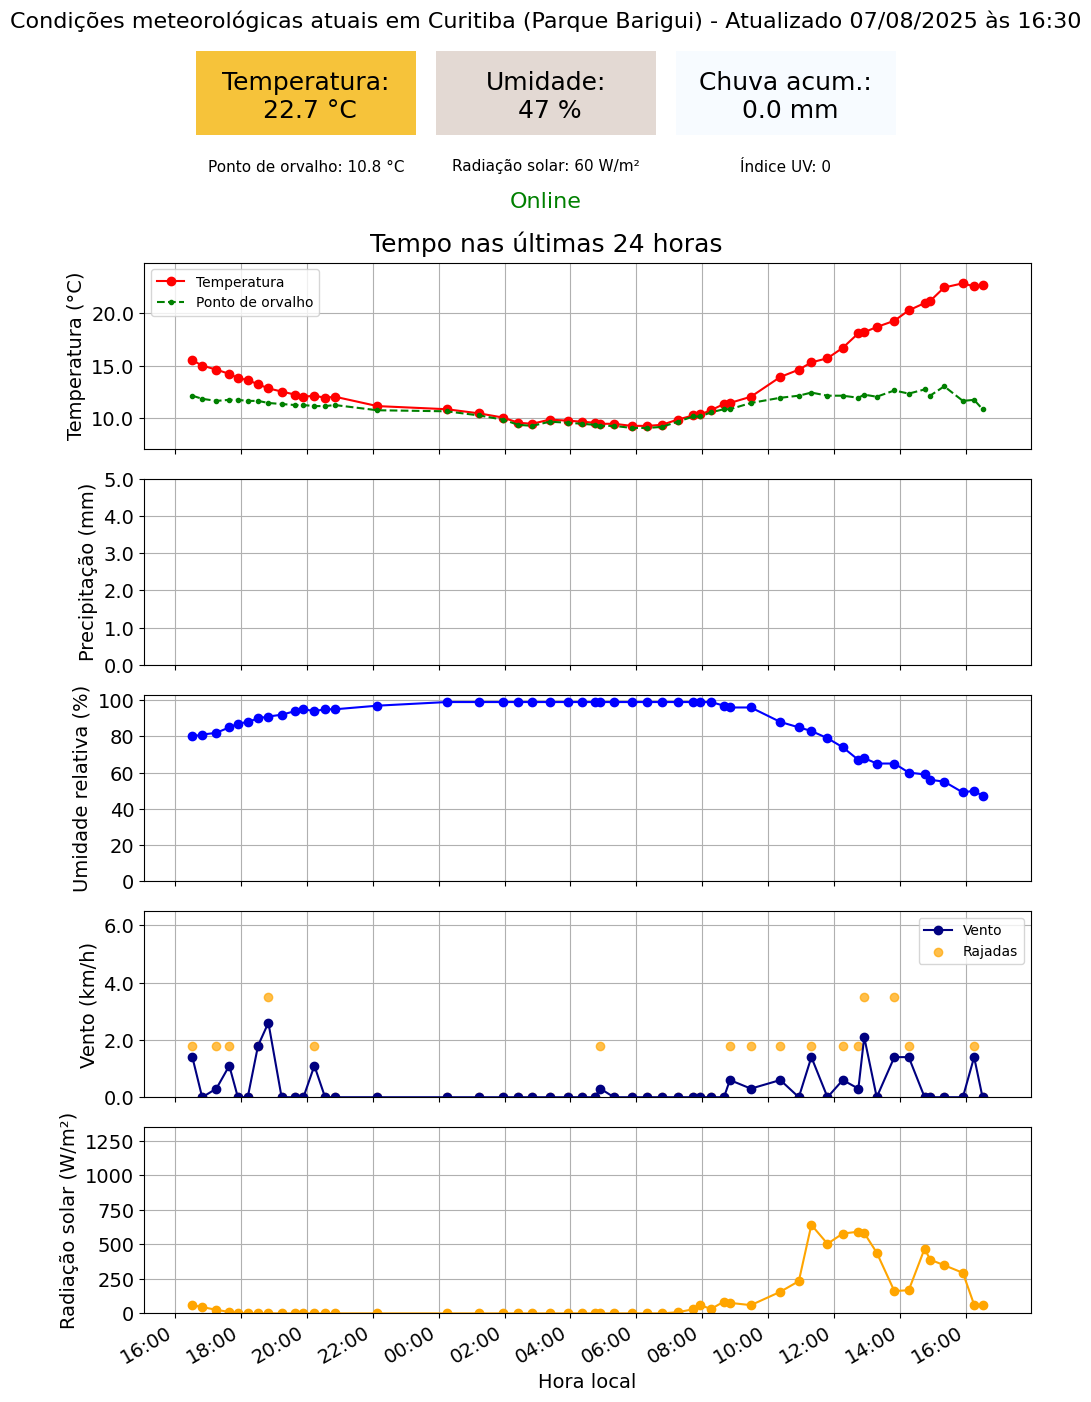 Condições meteorológicas atuais em Curitiba (Parque Barigui) - Atualizado 07/08/2025 às 16:30
Temperatura:
22.7 °C
Umidade:
47 %
Chuva acum.:
0.0 mm
Ponto de orvalho: 10.8 °C
Radiação solar: 60 W/m²
Índice UV: 0
Online
Tempo nas últimas 24 horas
Temperatura (°C)
20.0
15.0
10.0
Temperatura
Ponto de orvalho
Precipitação (mm)
5.0
4.0
3.0
2.0
1.0
0.0
Umidade relativa (%)
100
80
60
40
20
0
Vento (km/h)
6.0
4.0
2.0
0.0
Vento
Rajadas
Radiação solar (W/m²)
1250
1000
750
500
250
0
16:00
18:00
20:00
22:00
00:00
02:00
04:00
06:00
08:00
10:00
12:00
14:00
16:00
Hora local